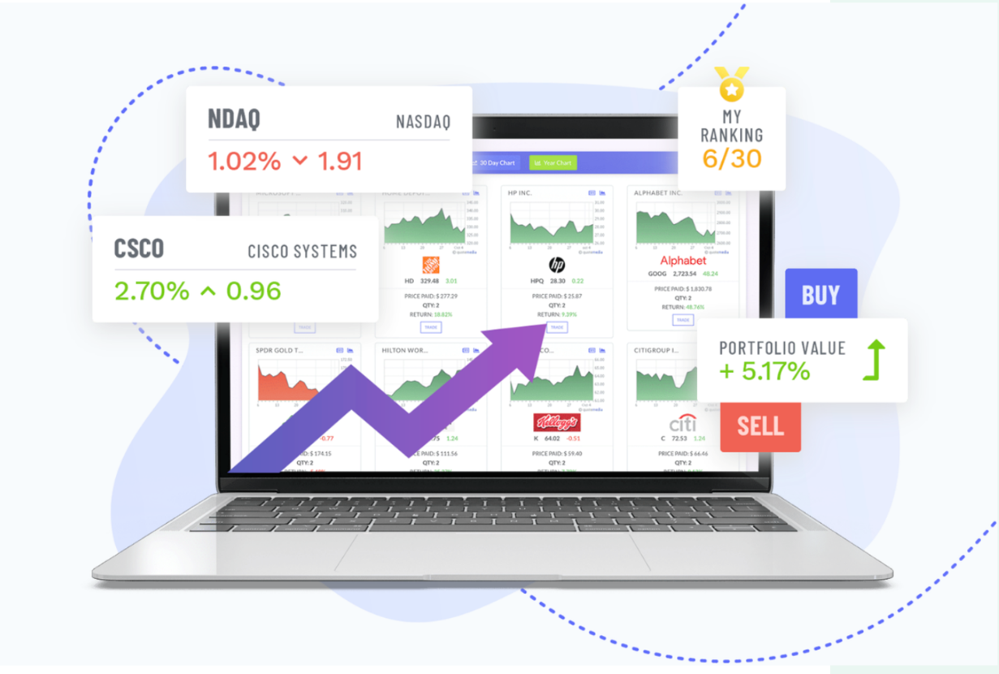 NDAQ NASDAQ
1.02% 1.91
CSCO CISCO SYSTEMS
2.70% 0.96
MY
RANKING
6/30
30 Day Chart
Year Chart
HP INC.
ALPHABET INC.
THE HOME
hp
Alphabet
HD 329.48 3.01
PRICE PAID: $ 277.29
QTY: 2
RETURN: 18.82%
TRADE
HPQ 28.30 0.22
PRICE PAID: $ 25.87
QTY: 2
RETURN: 9.39%
TRADE
GOOG 2,723.54 48.24
PRICE PAID: $ 1,830.78
QTY: 2
RETURN: 48.76%
TRADE
TRADE
BUY
PORTFOLIO VALUE
+ 5.17%
SELL
SPDR GOLD T...
HILTON WOR...
CITIGROUP I...
-0.77
$ 174.15
QTY: 2
1.24
PRICE PAID: $ 111.56
QTY: 2
Kellogg's
K 64.02 -0.51
PRICE PAID: $ 59.40
QTY: 2
citi
C 72.53 1.24
PRICE PAID: $ 66.46
QTY: 2